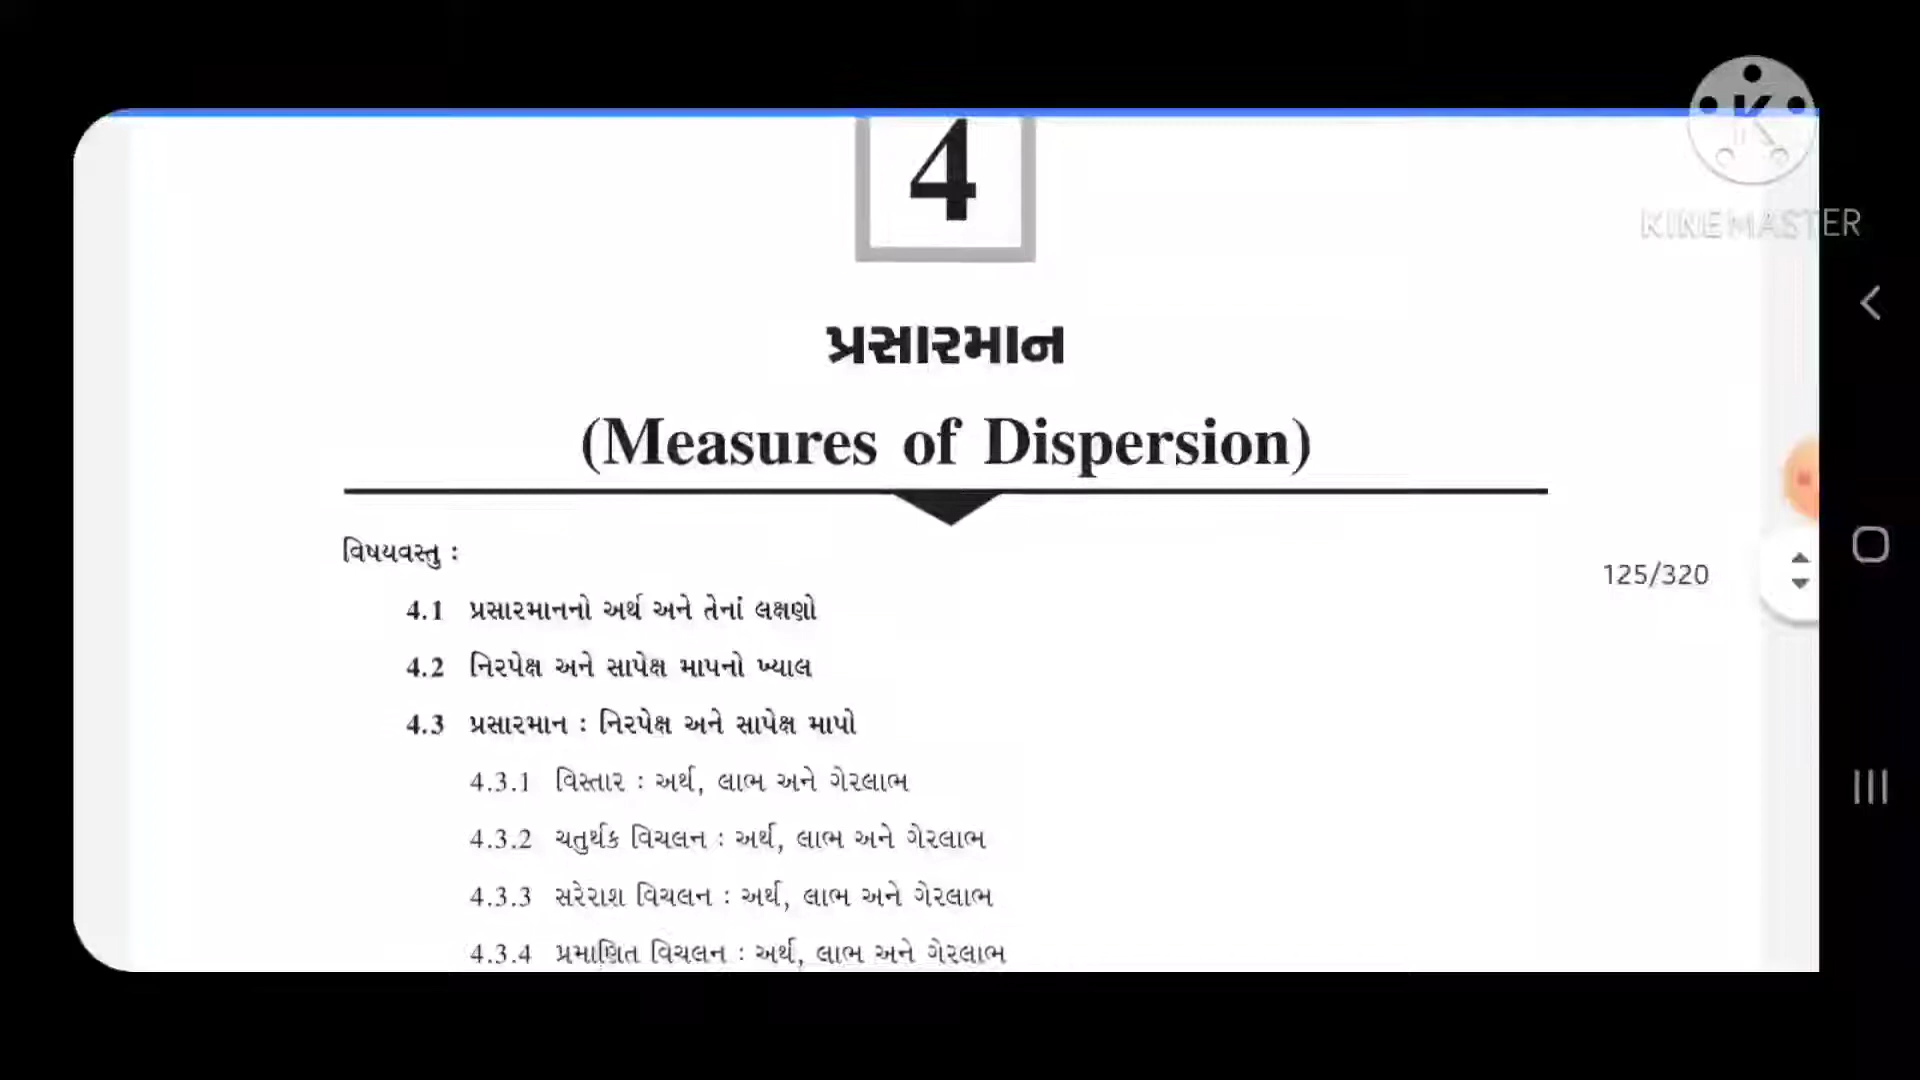 4
K
KINEMASTER
પ્રસારમાન
(Measures of Dispersion)
વિષયવસ્તુ :
125/320
4.1 પ્રસારમાનનો અર્થ અને તેનાં લક્ષણો
4.2 નિરપેક્ષ અને સાપેક્ષ માપનો ખ્યાલ
4.3 પ્રસારમાન : નિરપેક્ષ અને સાપેક્ષ માપો
4.3.1 વિસ્તાર : અર્થ, લાભ અને ગેરલાભ
4.3.2 ચતુર્થક વિચલન : અર્થ, લાભ અને ગેરલાભ
4.3.3 સરેરાશ વિચલન : અર્થ, લાભ અને ગેરલાભ
4.3.4 પ્રમાણિત વિચલન : અર્થ, લાભ અને ગેરલાભ